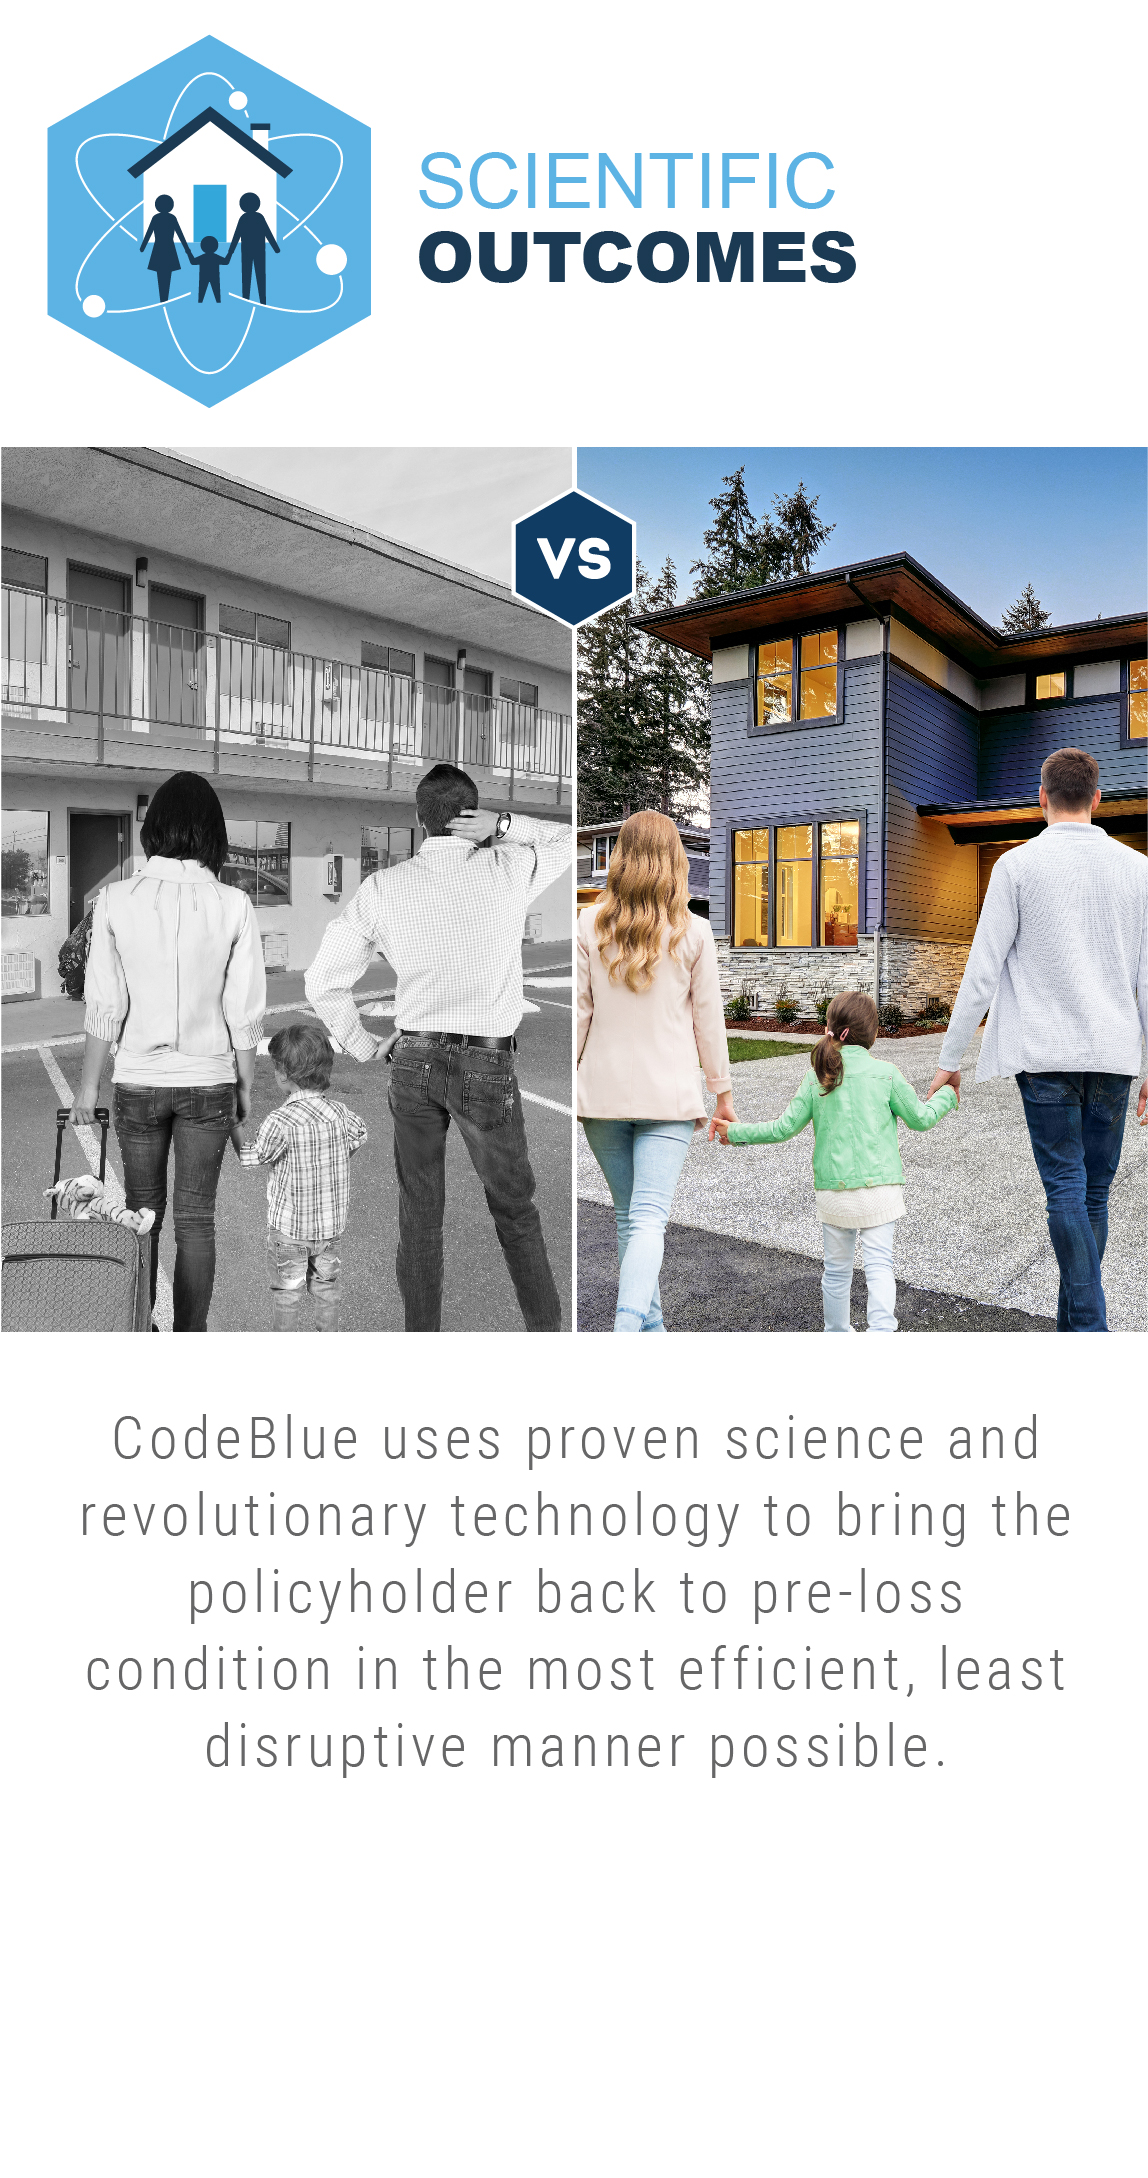 SCIENTIFIC
OUTCOMES
VS
CodeBlue uses proven science and
revolutionary technology to bring the
policyholder back to pre-loss
condition in the most efficient, least
disruptive manner possible.